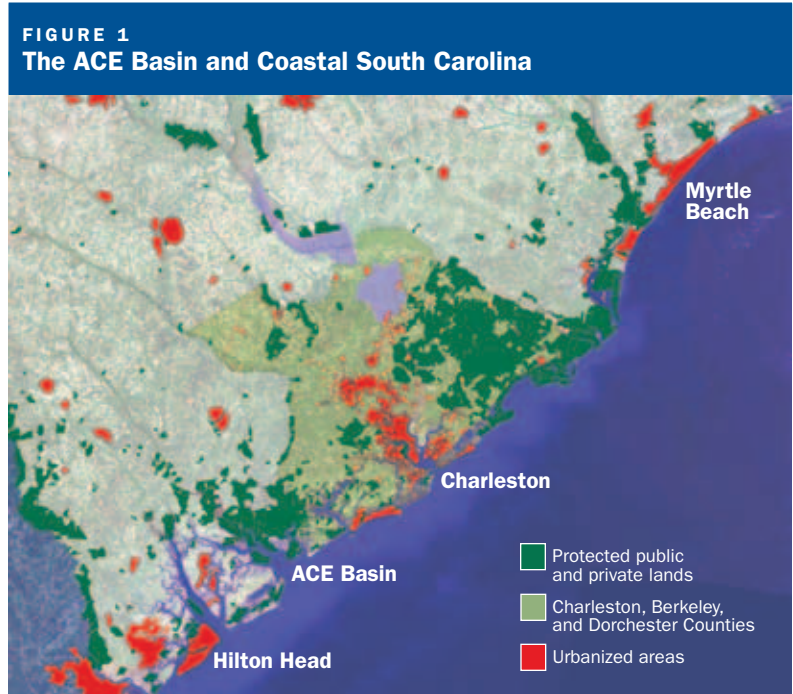 FIGURE 1
The ACE Basin and Coastal South Carolina
Myrtle
Beach
Charleston
ACE Basin
Hilton Head
Protected public
and private lands
Charleston, Berkeley,
and Dorchester Counties
Urbanized areas